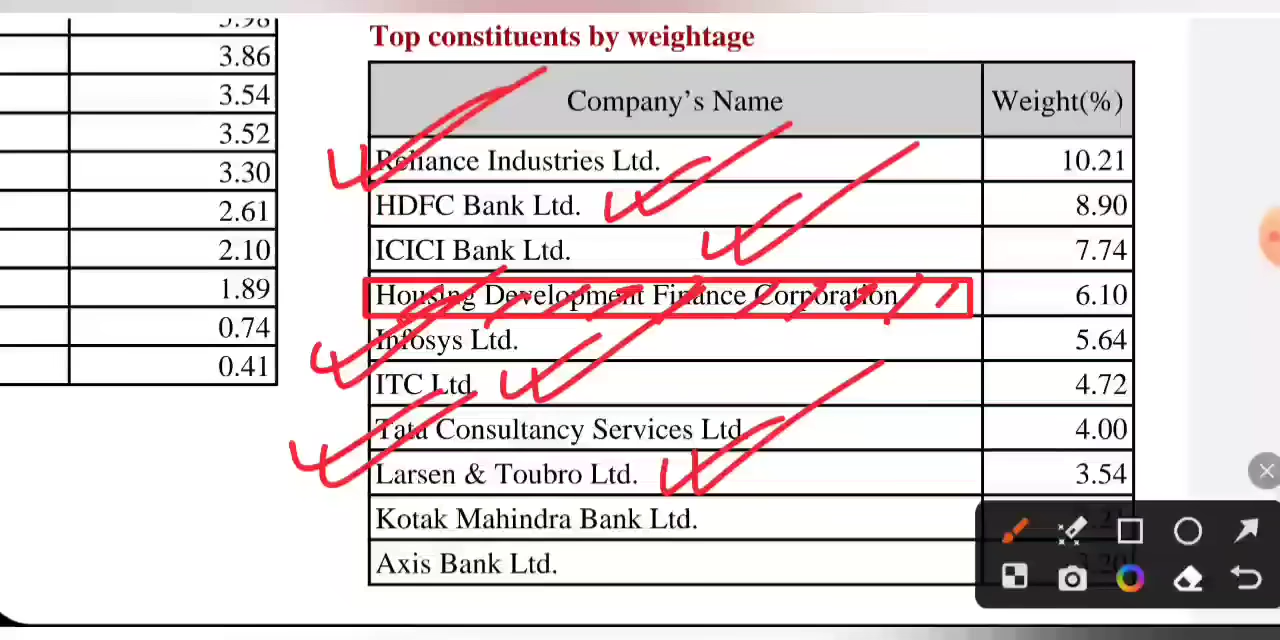 3.86
3.54
3.52
3.30
2.61
2.10
1.89
0.74
0.41
Top constituents by weightage
Company's Name Weight(%)
Reliance Industries Ltd. 10.21
HDFC Bank Ltd. 8.90
ICICI Bank Ltd. 7.74
Housing Development Finance Corporation 6.10
Infosys Ltd. 5.64
ITC Ltd. 4.72
Tata Consultancy Services Ltd. 4.00
Larsen & Toubro Ltd. 3.54
Kotak Mahindra Bank Ltd.
Axis Bank Ltd. 3.20